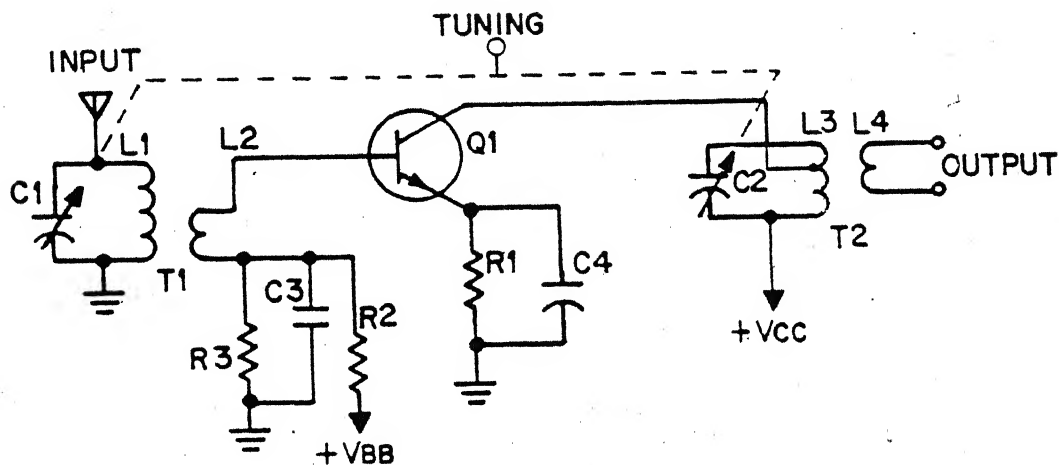 TUNING
INPUT
L1
L2
Q1
L3
L4
C1
C2
OUTPUT
T1
T2
R1
C4
C3
R2
R3
+VCC
+VBB